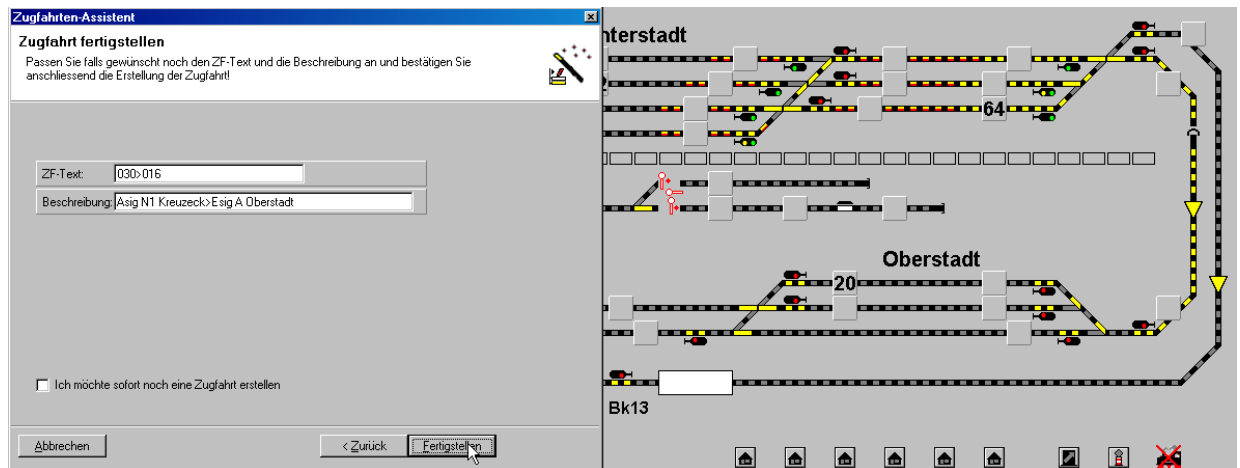 Zugfahrten-Assistent
Zugfahrt fertigstellen
Passen Sie falls gewünscht noch den ZF-Text und die Beschreibung an und bestätigen Sie
anschliessend die Erstellung der Zugfahrt!
ZF-Text: 030>016
Beschreibung: Asig N1 Kreuzeck>Esig A Oberstadt
Ich möchte sofort noch eine Zugfahrt erstellen
Abbrechen
< Zurück
Fertigstellen
nterstadt
64
Oberstadt
20
Bk13